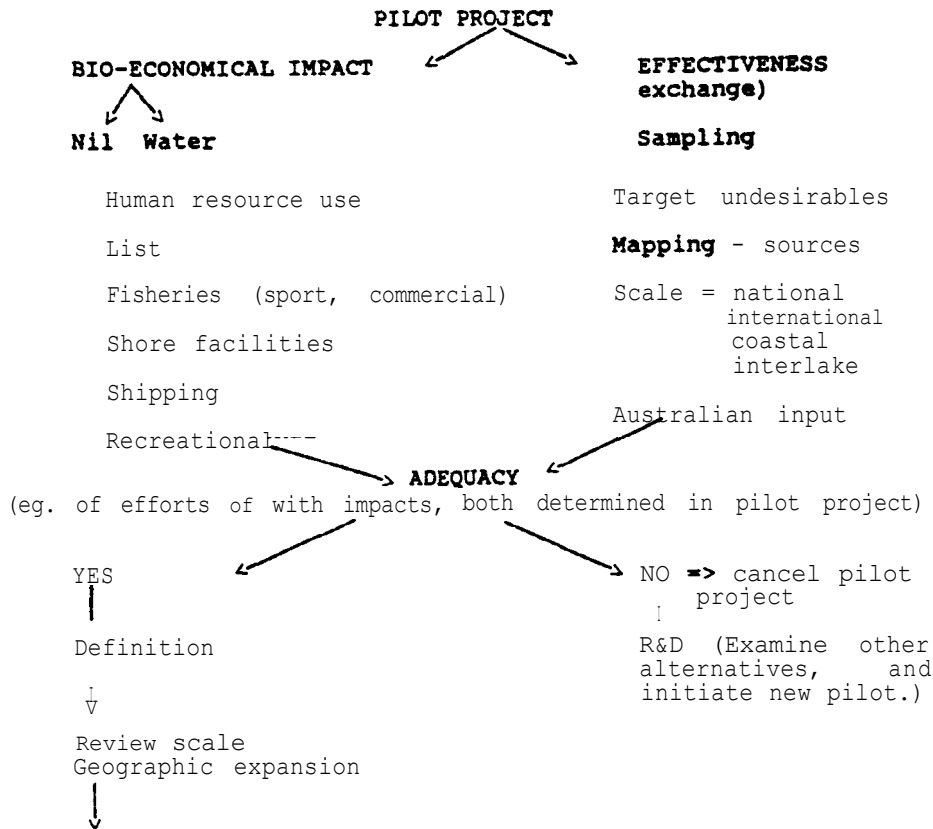 PILOT PROJECT
BIO-ECONOMICAL IMPACT
Nil Water
Human resource use
List
Fisheries (sport, commercial)
Shore facilities
Shipping
Recreational
EFFECTIVENESS
exchange)
Sampling
Target undesirables
Mapping - sources
Scale = national
international
coastal
interlake
Australian input
ADEQUACY
(eg. of efforts of with impacts, both determined in pilot project)
YES
Definition
Review scale
Geographic expansion
NO => cancel pilot
project
R&D (Examine other
alternatives, and
initiate new pilot.)